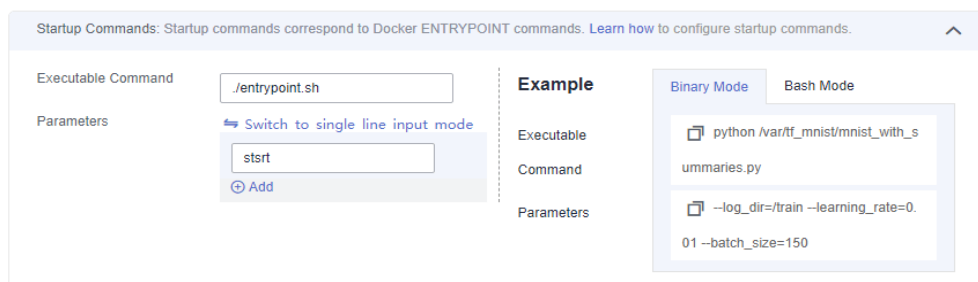 Startup Commands: Startup commands correspond to Docker ENTRYPOINT commands. Learn how to configure startup commands.
Executable Command
./entrypoint.sh
Parameters
Switch to single line input mode
stsrt
Add
Example
Binary Mode
Bash Mode
Executable
Command
python /var/tf_mnist/mnist_with_s
ummaries.py
Parameters
--log_dir=/train --learning_rate=0.
01 --batch_size=150